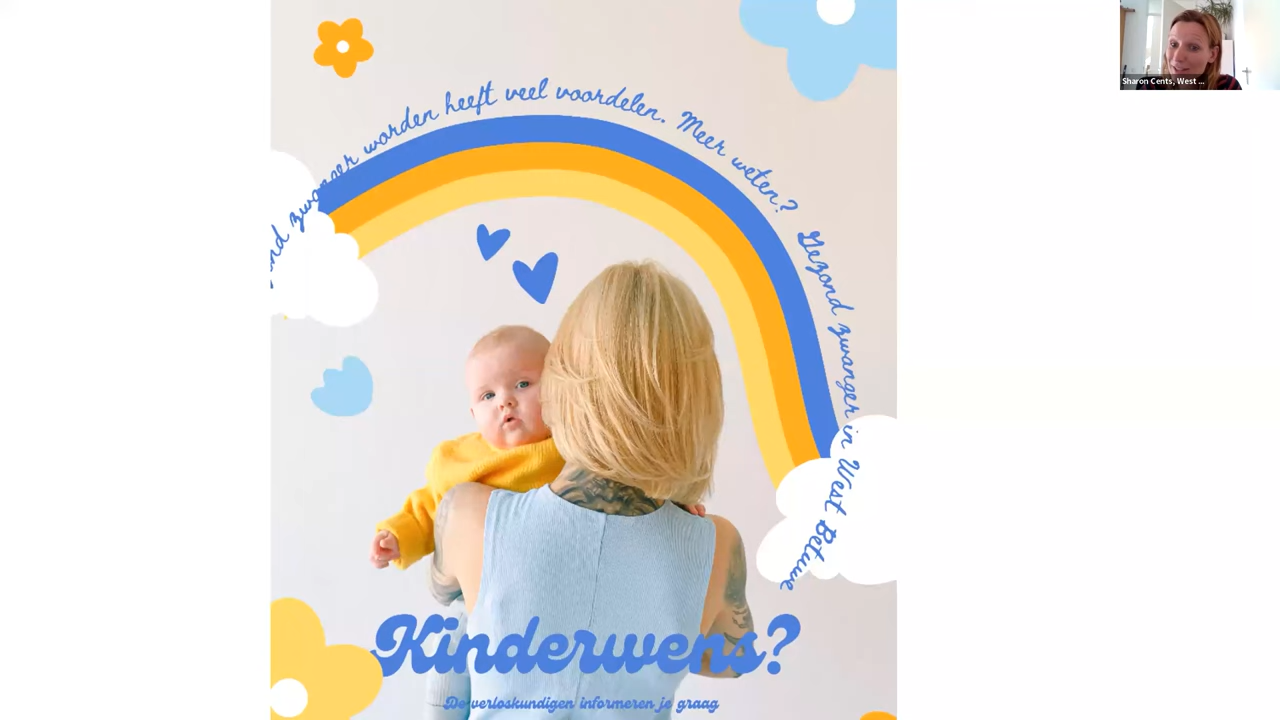 zwanger worden heeft veel voordelen. Meer weten? Gezond zwanger in West Betuwe
Kinderwens?
De verloskundigen informeren je graag
Sharon Cents, West ...